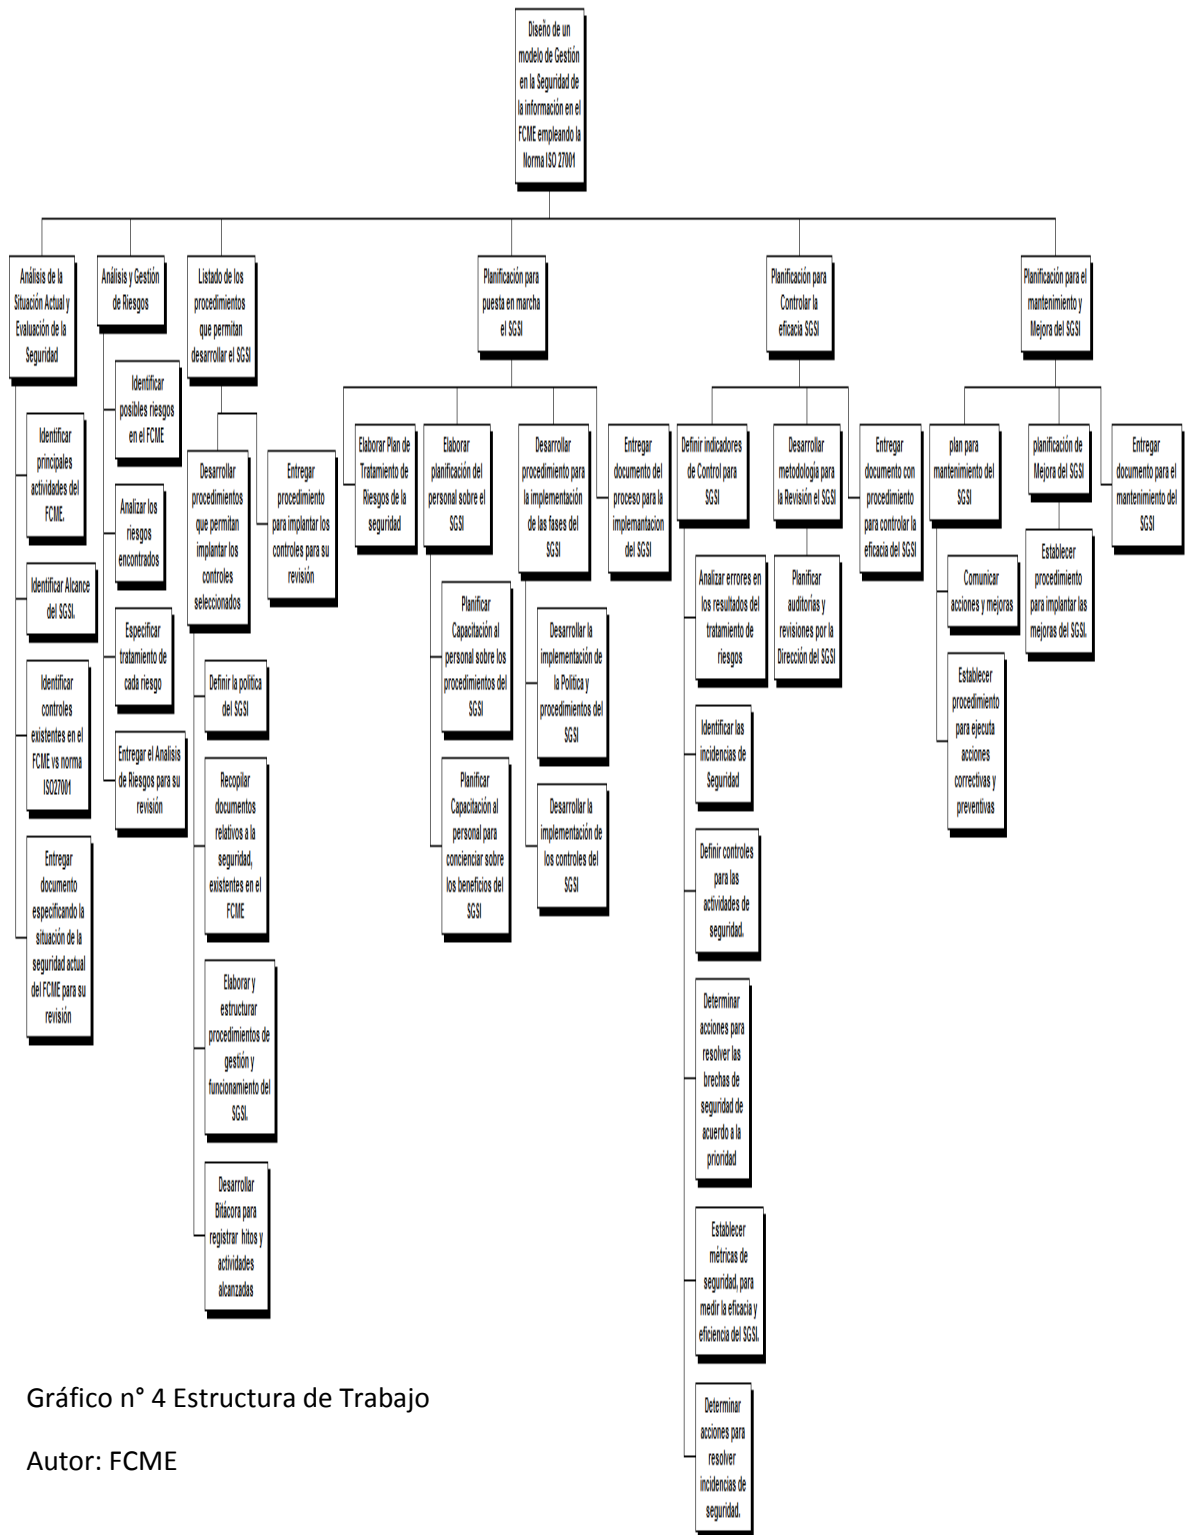 Diseño de un
modelo de Gestión
en la Seguridad de
la información en el
FCME empleando la
Norma ISO 27001
Análisis de la
Situación Actual y
Evaluación de la
Seguridad
Identificar
principales
actividades del
FCME.
Identificar Alcance
del SGSI.
Identificar
controles
existentes en el
FCME vs norma
ISO27001
Entregar
documento
especificando la
situación de la
seguridad actual
del FCME para su
revisión
Análisis y Gestión
de Riesgos
Identificar
posibles riesgos
en el FCME
Analizar los
riesgos
encontrados
Especificar
tratamiento de
cada riesgo
Entregar el Analisis
de Riesgos para su
revisión
Listado de los
procedimientos
que permitan
desarrollar el SGSI
Desarrollar
procedimientos
que permitan
implantar los
controles
seleccionados
Definir la política
del SGSI
Recopilar
documentos
relativos a la
seguridad,
existentes en el
FCME
Elaborar y
estructurar
procedimientos de
gestión y
funcionamiento del
SGSI.
Desarrollar
Bitácora para
registrar hitos y
actividades
alcanzadas
Entregar
procedimiento
para implantar los
controles para su
revisión
Planificación para
puesta en marcha
el SGSI
Elaborar Plan de
Tratamiento de
Riesgos de la
seguridad
Elaborar
planificación del
personal sobre el
SGSI
Planificar
Capacitación al
personal sobre los
procedimientos del
SGSI
Planificar
Capacitación al
personal para
concienciar sobre
los beneficios del
SGSI
Desarrollar
procedimiento para
la implementación
de las fases del
SGSI
Desarrollar la
implementación de
la Política y
procedimientos del
SGSI
Desarrollar la
implementación de
los controles del
SGSI
Entregar
documento del
proceso para la
implemantacion
del SGSI
Planificación para
Controlar la
eficacia SGSI
Definir indicadores
de Control para
SGSI
Analizar errores en
los resultados del
tratamiento de
riesgos
Identificar las
incidencias de
Seguridad
Definir controles
para las
actividades de
seguridad.
Determinar
acciones para
resolver las
brechas de
seguridad de
acuerdo a la
prioridad
Establecer
métricas de
seguridad, para
medir la eficacia y
eficiencia del SGSI.
Determinar
acciones para
resolver
incidencias de
seguridad.
Desarrollar
metodología para
la Revisión el SGSI
Planificar
auditorías y
revisiones por la
Dirección del SGSI
Entregar
documento con
procedimiento
para controlar la
eficacia del SGSI
Planificación para el
mantenimiento y
Mejora del SGSI
plan para
mantenimiento del
SGSI
Comunicar
acciones y mejoras
Establecer
procedimiento
para ejecuta
acciones
correctivas y
preventivas
planificación de
Mejora del SGSI
Establecer
procedimiento
para implantar las
mejoras del SGSI.
Entregar
documento para el
mantenimiento del
SGSI
Gráfico n° 4 Estructura de Trabajo
Autor: FCME